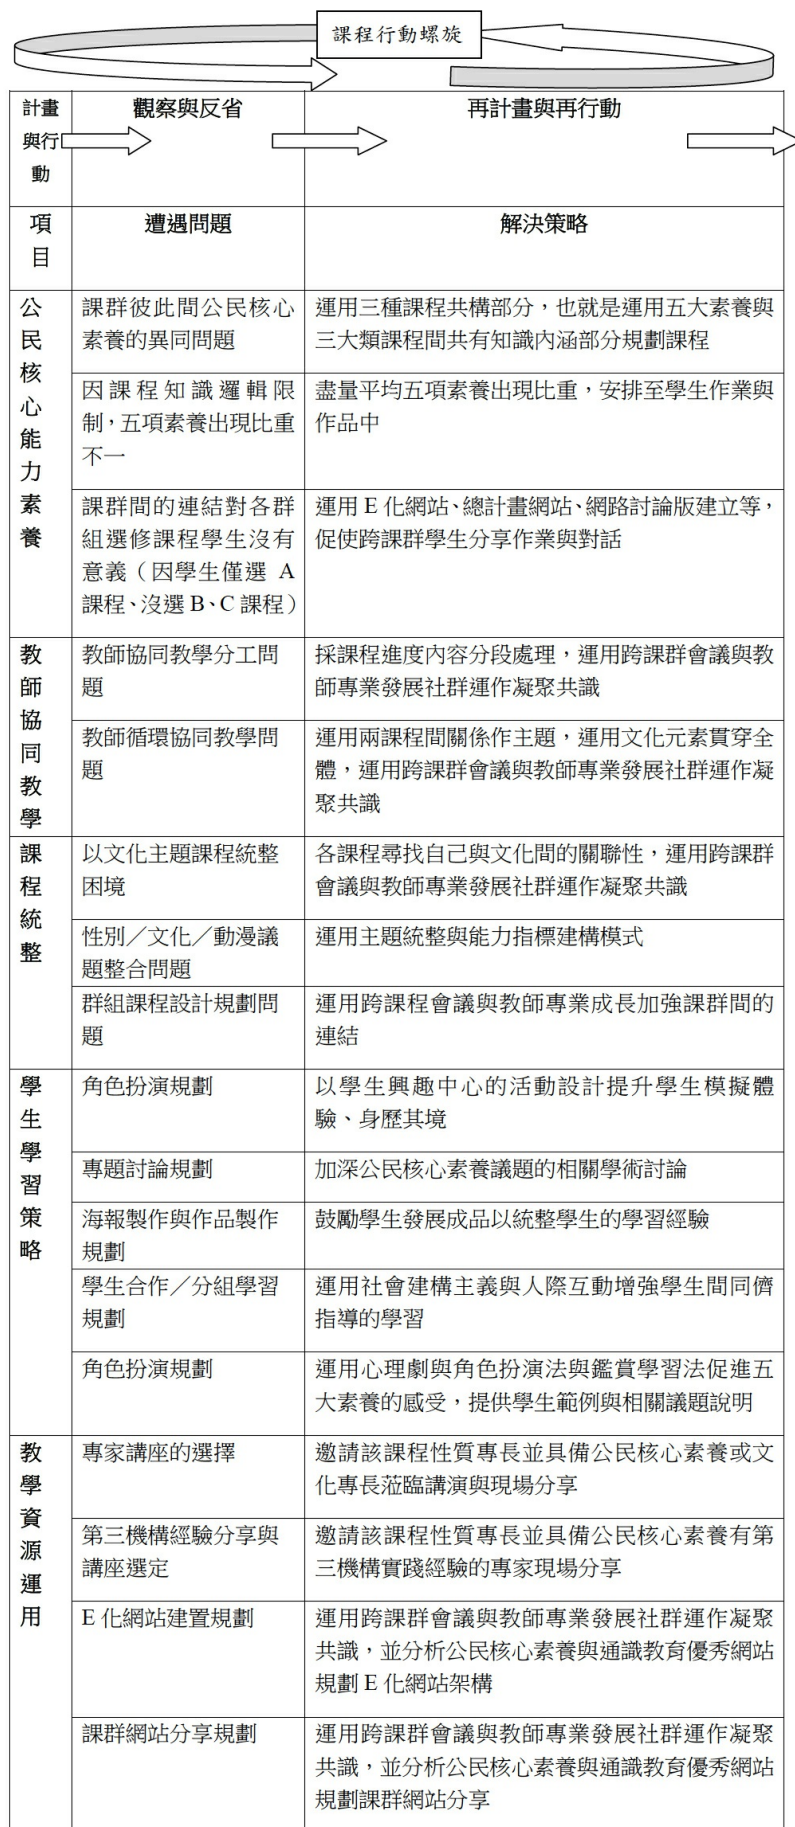 課程行動螺旋
計畫
與行
動
觀察與反省
再計畫與再行動
項
目
遭遇問題
解決策略
公
民
核
心
能
力
素
養
課群彼此間公民核心
素養的異同問題
運用三種課程共構部分，也就是運用五大素養與
三大類課程間共有知識內涵部分規劃課程
因課程知識邏輯限
制，五項素養出現比重
不一
盡量平均五項素養出現比重，安排至學生作業與
作品中
課群間的連結對各群
組選修課程學生沒有
意義（因學生僅選 A
課程、沒選 B、C 課程）
運用 E 化網站、總計畫網站、網路討論版建立等，
促使跨課群學生分享作業與對話
教
師
協
同
教
學
教師協同教學分工問
題
採課程進度內容分段處理，運用跨課群會議與教
師專業發展社群運作凝聚共識
教師循環協同教學問
題
運用兩課程間關係作主題，運用文化元素貫穿全
體，運用跨課群會議與教師專業發展社群運作凝
聚共識
課
程
統
整
以文化主題課程統整
困境
各課程尋找自己與文化間的關聯性，運用跨課群
會議與教師專業發展社群運作凝聚共識
性別／文化／動漫議
題整合問題
運用主題統整與能力指標建構模式
群組課程設計規劃問
題
運用跨課程會議與教師專業成長加強課群間的
連結
學
生
學
習
策
略
角色扮演規劃
以學生興趣中心的活動設計提升學生模擬體
驗、身歷其境
專題討論規劃
加深公民核心素養議題的相關學術討論
海報製作與作品製作
規劃
鼓勵學生發展成品以統整學生的學習經驗
學生合作／分組學習
規劃
運用社會建構主義與人際互動增強學生間同儕
指導的學習
角色扮演規劃
運用心理劇與角色扮演法與鑑賞學習法促進五
大素養的感受，提供學生範例與相關議題說明
教
學
資
源
運
用
專家講座的選擇
邀請該課程性質專長並具備公民核心素養或文
化專長蒞臨講演與現場分享
第三機構經驗分享與
講座選定
邀請該課程性質專長並具備公民核心素養有第
三機構實踐經驗的專家現場分享
E 化網站建置規劃
運用跨課群會議與教師專業發展社群運作凝聚
共識，並分析公民核心素養與通識教育優秀網站
規劃 E 化網站架構
課群網站分享規劃
運用跨課群會議與教師專業發展社群運作凝聚
共識，並分析公民核心素養與通識教育優秀網站
規劃課群網站分享